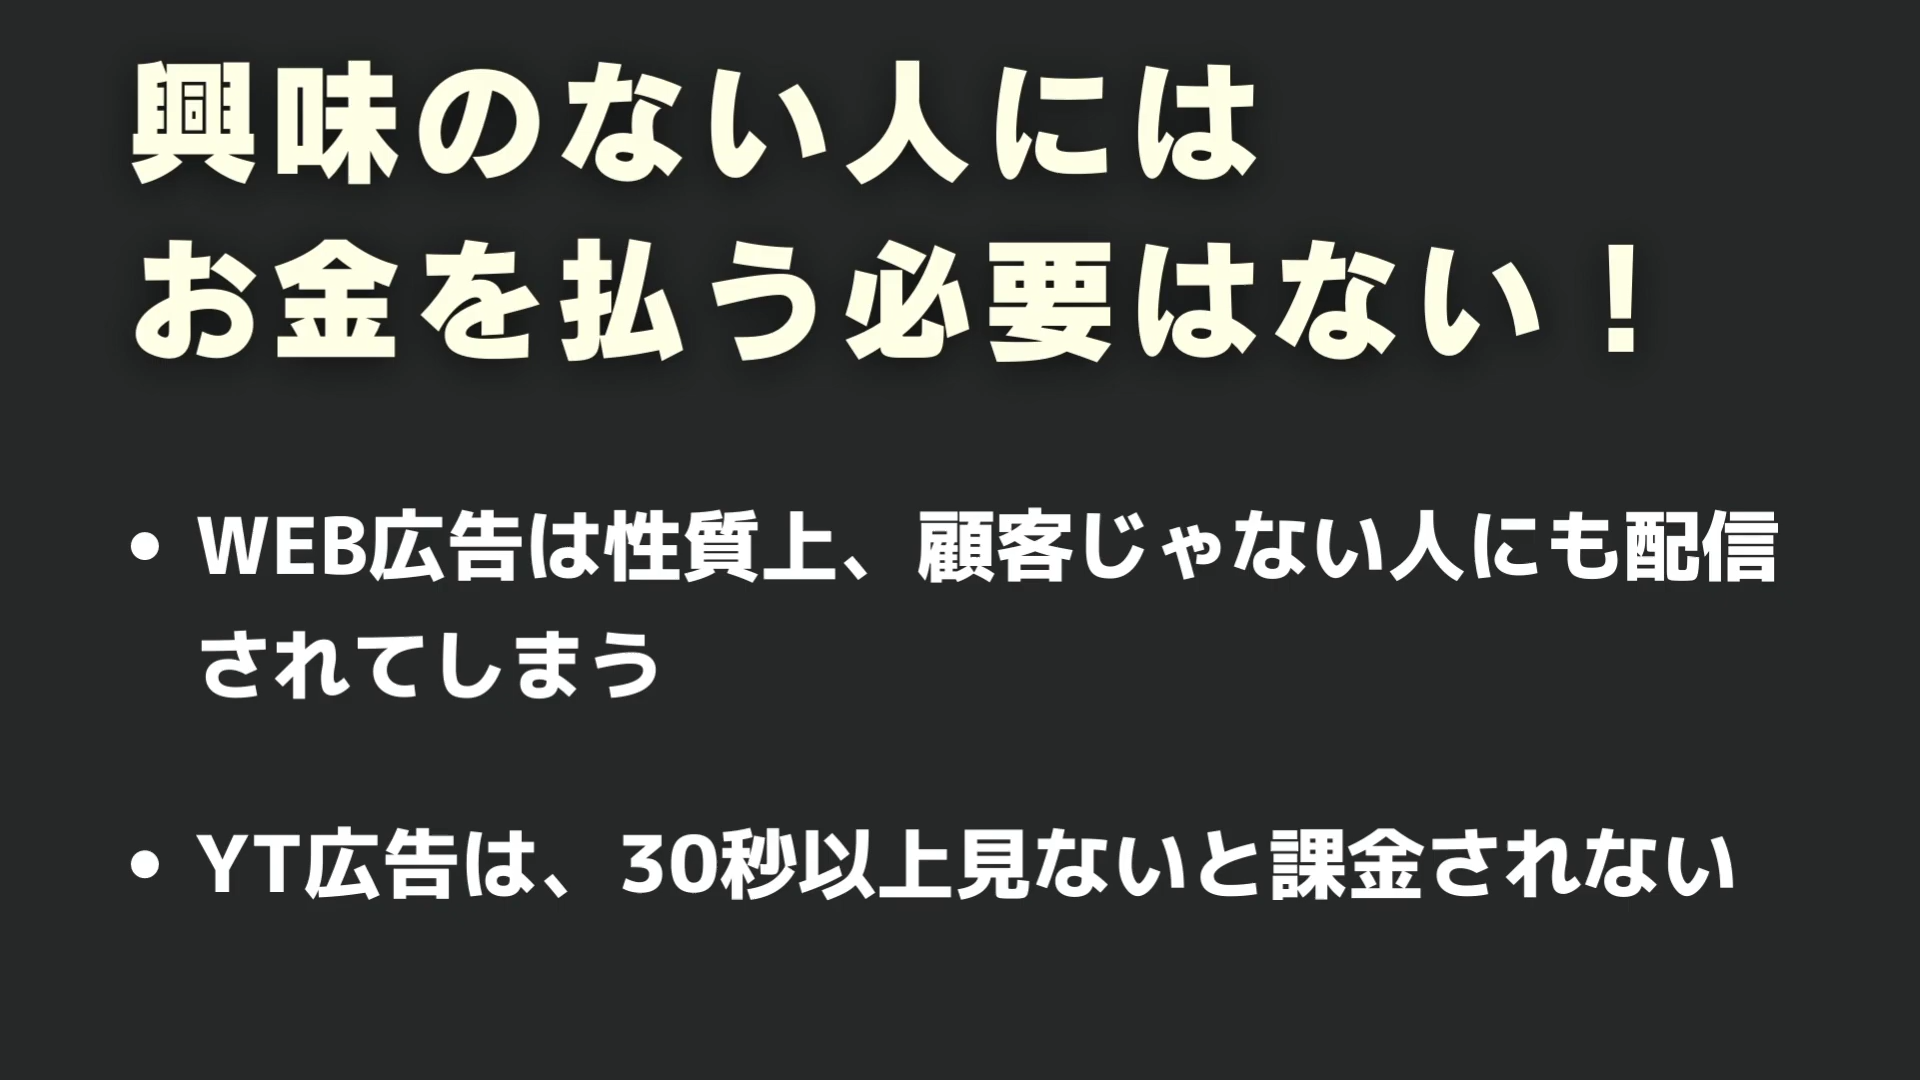 興味のない人には
お金を払う必要はない！
• WEB広告は性質上、顧客じゃない人にも配信
されてしまう
• YT広告は、30秒以上見ないと課金されない